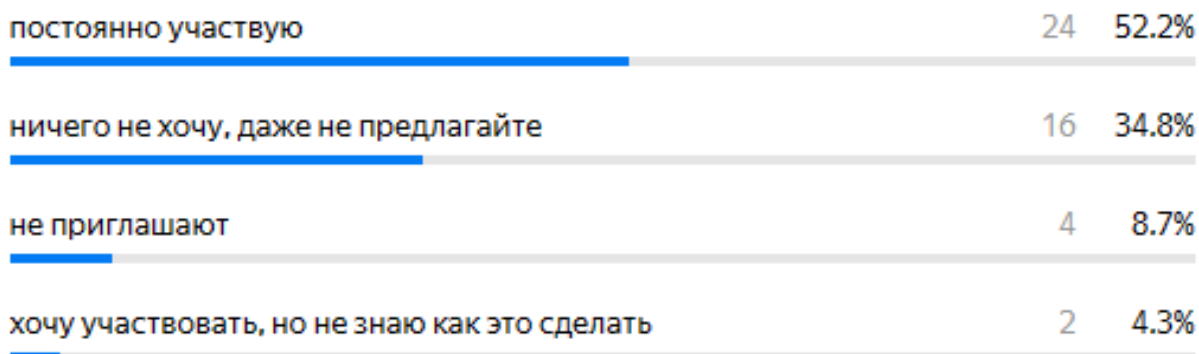 постоянно участвую 24 52.2%
ничего не хочу, даже не предлагайте 16 34.8%
не приглашают 4 8.7%
хочу участвовать, но не знаю как это сделать 2 4.3%